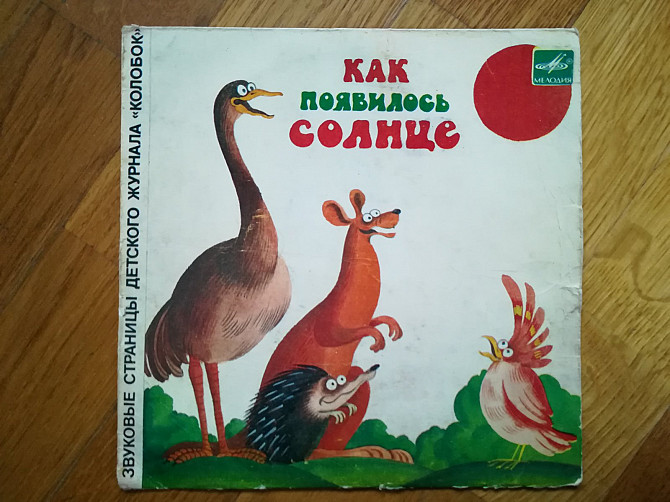 КАК
ПОЯВИЛОСЬ
СОЛНЦЕ
МЕЛОДИЯ
ЗВУКОВЫЕ СТРАНИЦЫ ДЕТСКОГО ЖУРНАЛА «КОЛОБОК»